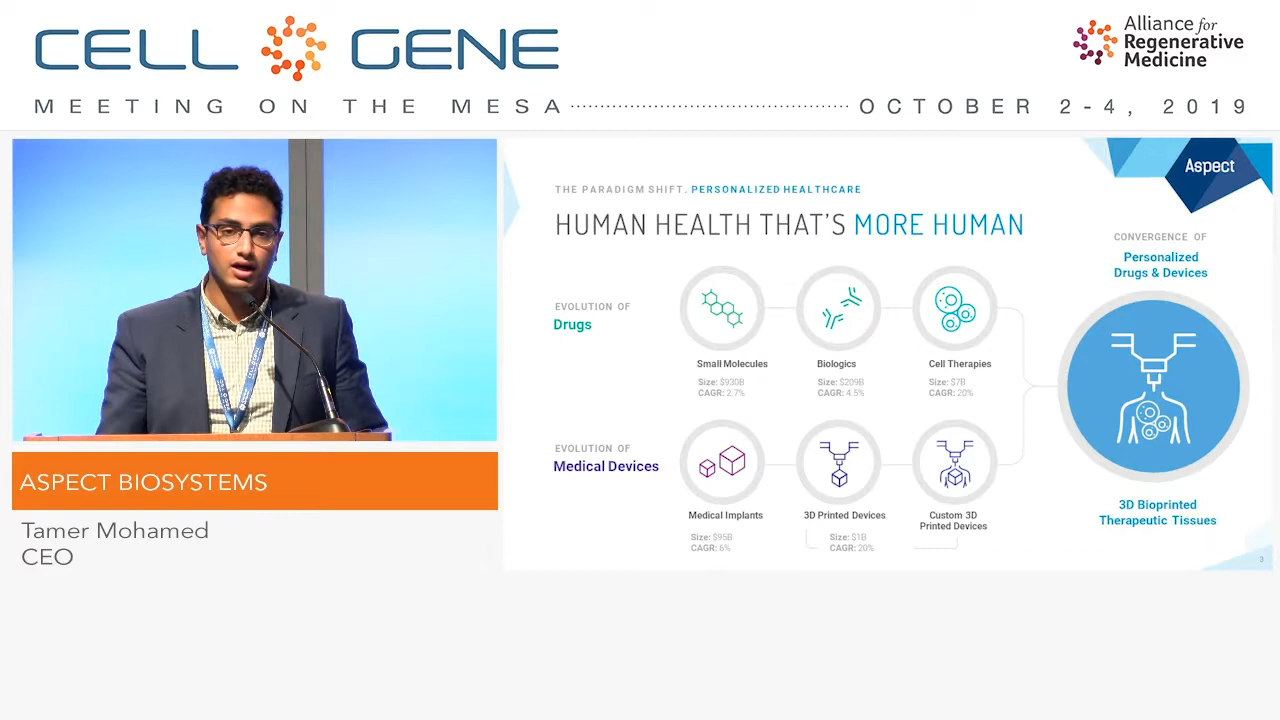 CELL GENE
Alliance for
Regenerative
Medicine
MEETING ON THE MESA
OCTOBER 2-4, 2019
Aspect
THE PARADIGM SHIFT. PERSONALIZED HEALTHCARE
HUMAN HEALTH THAT'S MORE HUMAN
CONVERGENCE OF
Personalized
Drugs & Devices
EVOLUTION OF
Drugs
Small Molecules
Size: $930B
CAGR: 2.7%
Biologics
Size: $209B
CAGR: 4.5%
Cell Therapies
Size: $7B
CAGR: 20%
EVOLUTION OF
Medical Devices
Medical Implants
Size: $95B
CAGR: 6%
3D Printed Devices
Custom 3D
Printed Devices
Size: $1B
CAGR: 20%
3D Bioprinted
Therapeutic Tissues
3
ASPECT BIOSYSTEMS
Tamer Mohamed
CEO